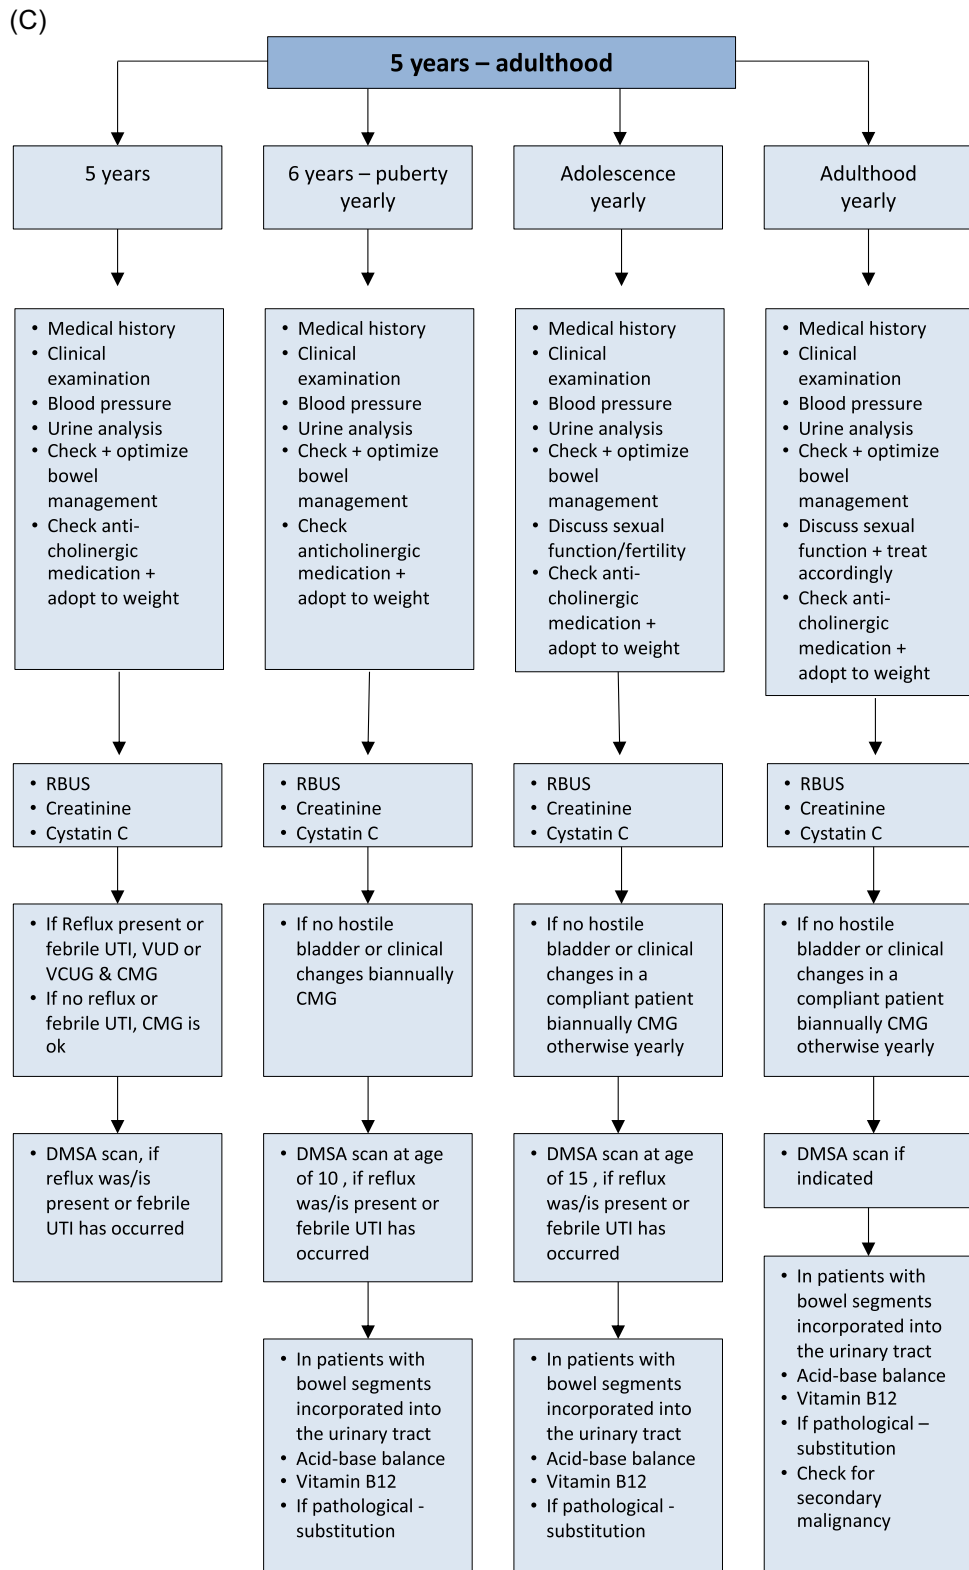 (C)
5 years – adulthood
5 years
6 years – puberty
yearly
Adolescence
yearly
Adulthood
yearly
• Medical history
• Clinical
examination
• Blood pressure
• Urine analysis
• Check + optimize
bowel
management
• Check anti-
cholinergic
medication +
adopt to weight
• Medical history
• Clinical
examination
• Blood pressure
• Urine analysis
• Check + optimize
bowel
management
• Check
anticholinergic
medication +
adopt to weight
• Medical history
• Clinical
examination
• Blood pressure
• Urine analysis
• Check + optimize
bowel
management
• Discuss sexual
function/fertility
• Check anti-
cholinergic
medication +
adopt to weight
• Medical history
• Clinical
examination
• Blood pressure
• Urine analysis
• Check + optimize
bowel
management
• Discuss sexual
function + treat
accordingly
• Check anti-
cholinergic
medication +
adopt to weight
• RBUS
• Creatinine
• Cystatin C
• RBUS
• Creatinine
• Cystatin C
• RBUS
• Creatinine
• Cystatin C
• RBUS
• Creatinine
• Cystatin C
• If Reflux present or
febrile UTI, VUD or
VCUG & CMG
• If no reflux or
febrile UTI, CMG is
ok
• If no hostile
bladder or clinical
changes biannually
CMG
• If no hostile
bladder or clinical
changes in a
compliant patient
biannually CMG
otherwise yearly
• If no hostile
bladder or clinical
changes in a
compliant patient
biannually CMG
otherwise yearly
• DMSA scan, if
reflux was/is
present or febrile
UTI has occurred
• DMSA scan at age
of 10 , if reflux
was/is present or
febrile UTI has
occurred
• DMSA scan at age
of 15 , if reflux
was/is present or
febrile UTI has
occurred
• DMSA scan if
indicated
• In patients with
bowel segments
incorporated into
the urinary tract
• Acid-base balance
• Vitamin B12
• If pathological -
substitution
• In patients with
bowel segments
incorporated into
the urinary tract
• Acid-base balance
• Vitamin B12
• If pathological -
substitution
• In patients with
bowel segments
incorporated into
the urinary tract
• Acid-base balance
• Vitamin B12
• If pathological –
substitution
• Check for
secondary
malignancy